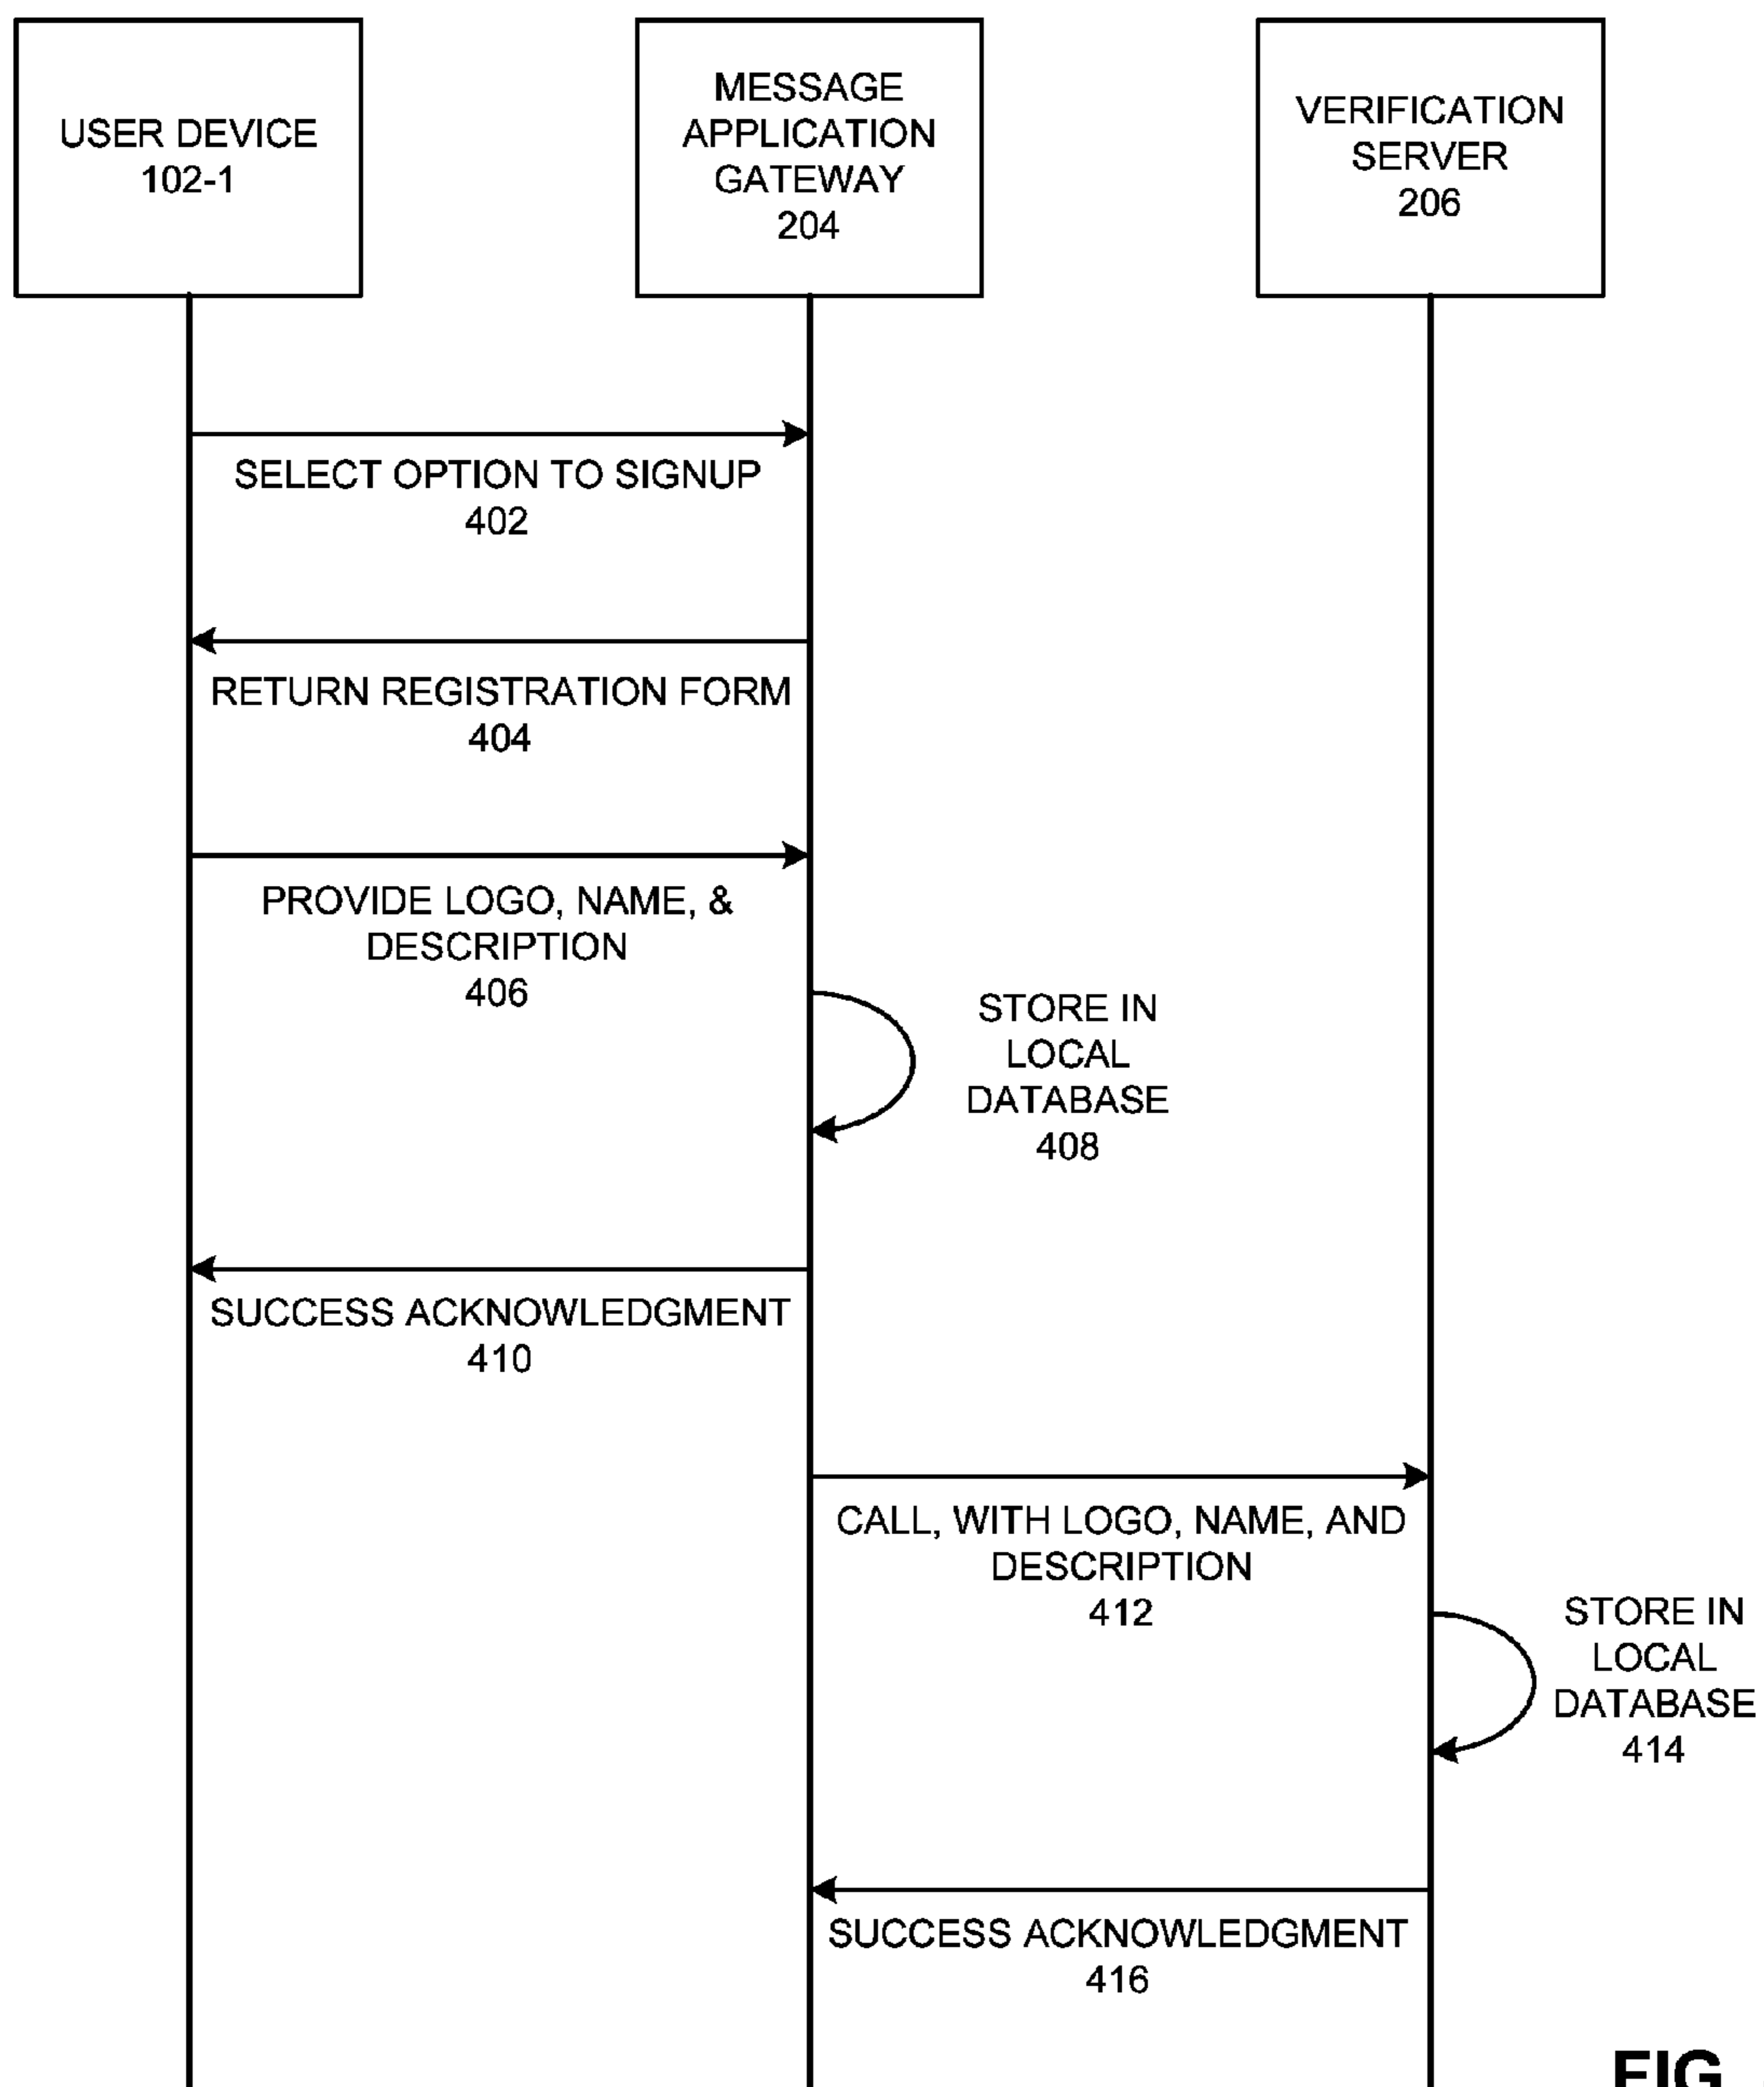 USER DEVICE
102-1
MESSAGE
APPLICATION
GATEWAY
204
VERIFICATION
SERVER
206
SELECT OPTION TO SIGNUP
402
RETURN REGISTRATION FORM
404
PROVIDE LOGO, NAME, &
DESCRIPTION
406
STORE IN
LOCAL
DATABASE
408
SUCCESS ACKNOWLEDGMENT
410
CALL, WITH LOGO, NAME, AND
DESCRIPTION
412
STORE IN
LOCAL
DATABASE
414
SUCCESS ACKNOWLEDGMENT
416
FIG